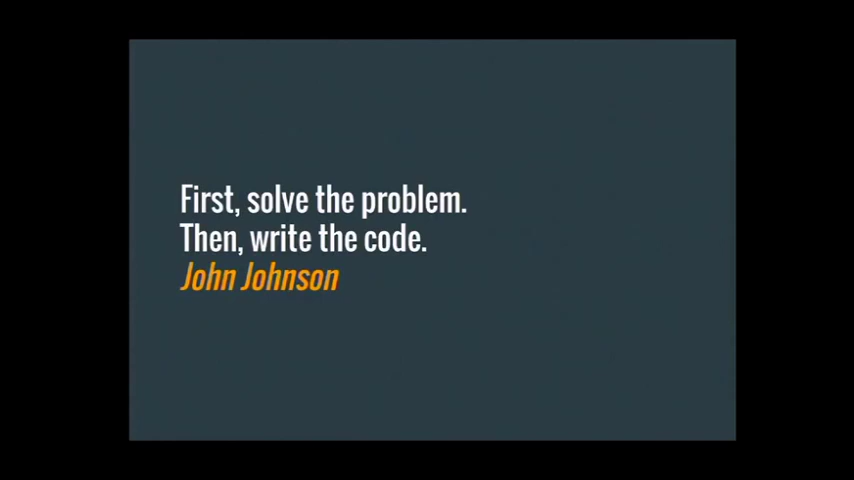 First, solve the problem.
Then, write the code.
John Johnson